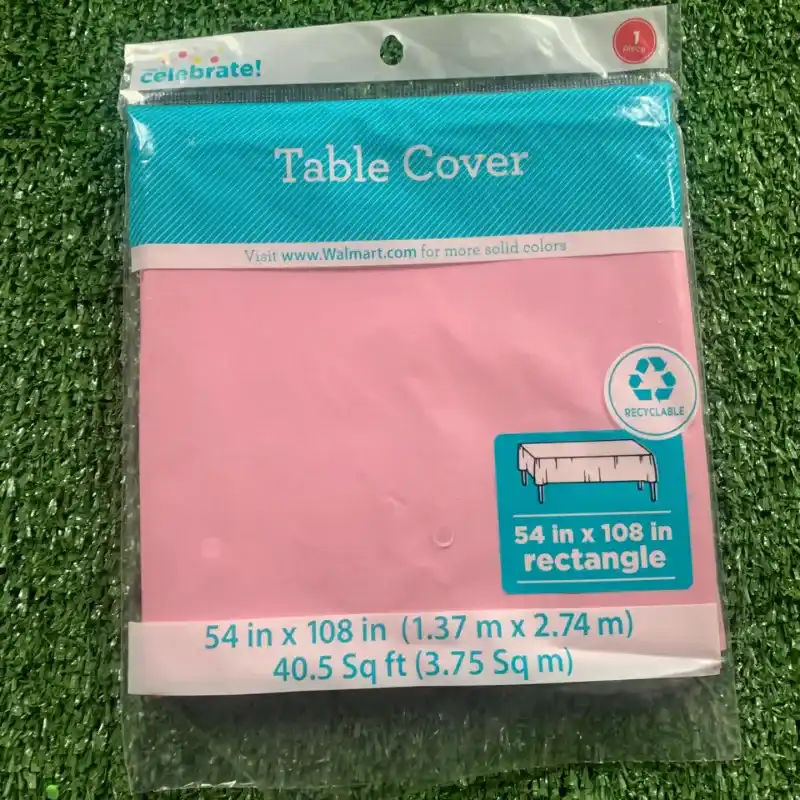 celebrate!
1
piece
Table Cover
Visit www.Walmart.com for more solid colors
RECYCLABLE
54 in x 108 in
rectangle
54 in x 108 in (1.37 m x 2.74 m)
40.5 Sq ft (3.75 Sq m)